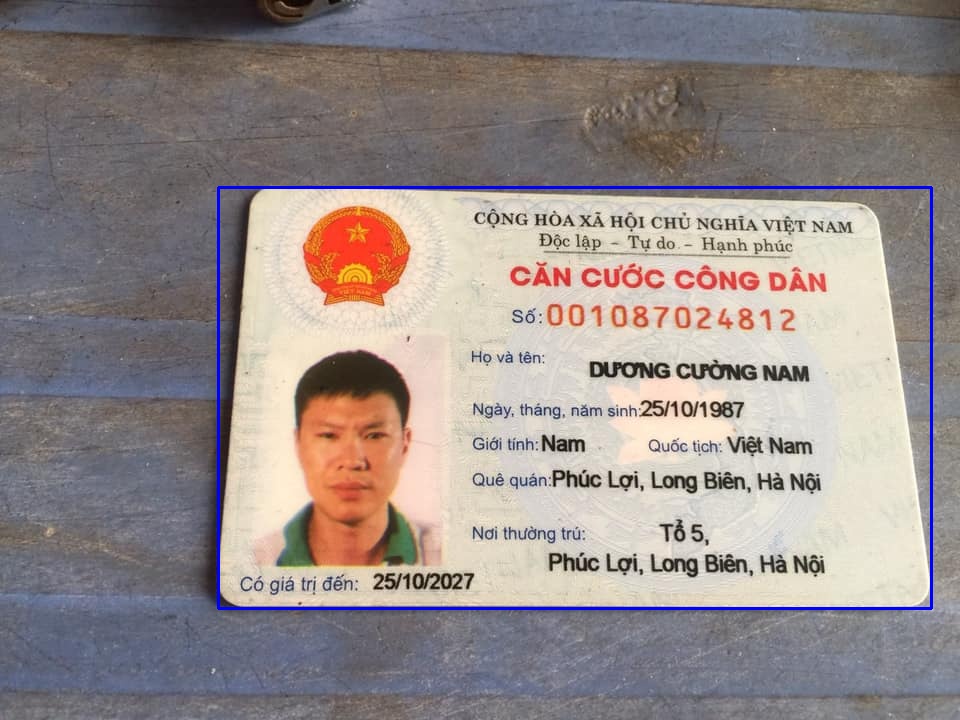 CỘNG HÒA XÃ HỘI CHỦ NGHĨA VIỆT NAM
Độc lập - Tự do - Hạnh phúc
CĂN CƯỚC CÔNG DÂN
Số: 001087024812
Họ và tên: DƯƠNG CƯỜNG NAM
Ngày, tháng, năm sinh: 25/10/1987
Giới tính: Nam Quốc tịch: Việt Nam
Quê quán: Phúc Lợi, Long Biên, Hà Nội
Nơi thường trú: Tổ 5,
Phúc Lợi, Long Biên, Hà Nội
Có giá trị đến: 25/10/2027